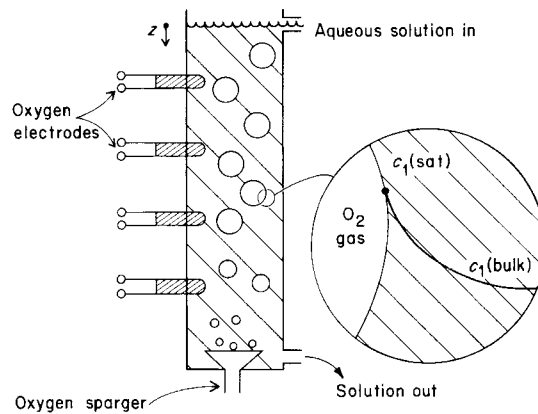 z
Aqueous solution in
Oxygen
electrodes
c₁(sat)
O₂
gas
c₁(bulk)
Oxygen sparger
Solution out